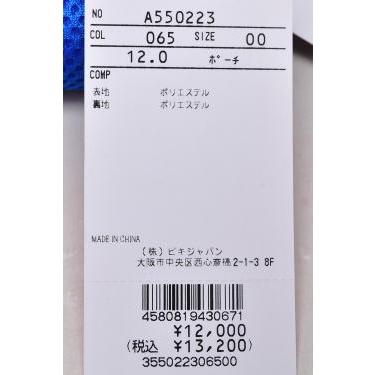 NO A550223
COL 065 SIZE 00
12.0 ポーチ
COMP
表地 ポリエステル
裏地 ポリエステル
MADE IN CHINA
(株)ビキジャパン
大阪市中央区西心斎橋2-1-3 8F
4580819430671
¥12,000
(税込 ¥13,200)
355022306500